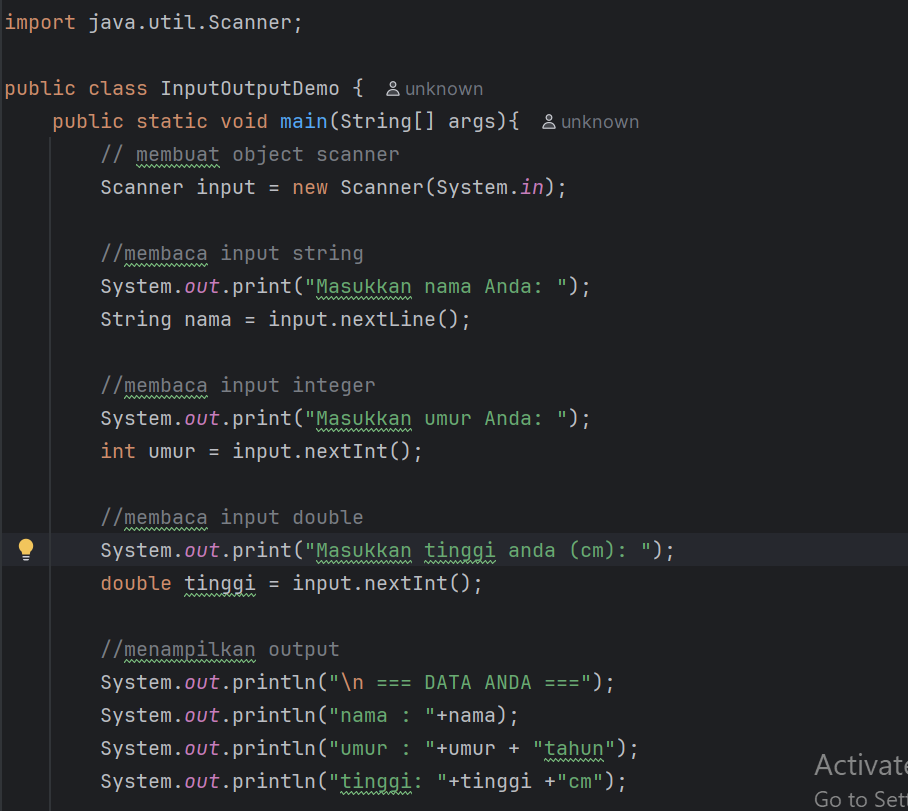 import java.util.Scanner;
public class InputOutputDemo { unknown
public static void main(String[] args){ unknown
// membuat object scanner
Scanner input = new Scanner(System.in);
//membaca input string
System.out.print("Masukkan nama Anda: ");
String nama = input.nextLine();
//membaca input integer
System.out.print("Masukkan umur Anda: ");
int umur = input.nextInt();
//membaca input double
System.out.print("Masukkan tinggi anda (cm): ");
double tinggi = input.nextInt();
//menampilkan output
System.out.println("\n === DATA ANDA ===");
System.out.println("nama : "+nama);
System.out.println("umur : "+umur + "tahun");
System.out.println("tinggi: "+tinggi +"cm");
Activate
Go to Sett